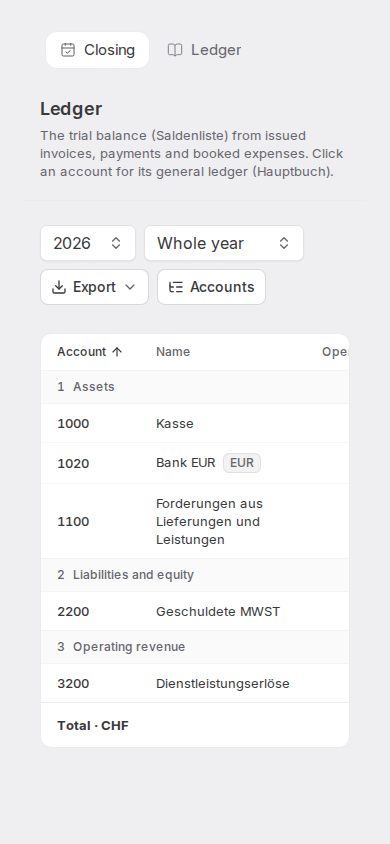 Closing Ledger
Ledger
The trial balance (Saldenliste) from issued
invoices, payments and booked expenses. Click
an account for its general ledger (Hauptbuch).
2026 Whole year
Export Accounts
Account Name
1 Assets
1000 Kasse
1020 Bank EUR EUR
1100 Forderungen aus
Lieferungen und
Leistungen
2 Liabilities and equity
2200 Geschuldete MWST
3 Operating revenue
3200 Dienstleistungserlöse
Total · CHF